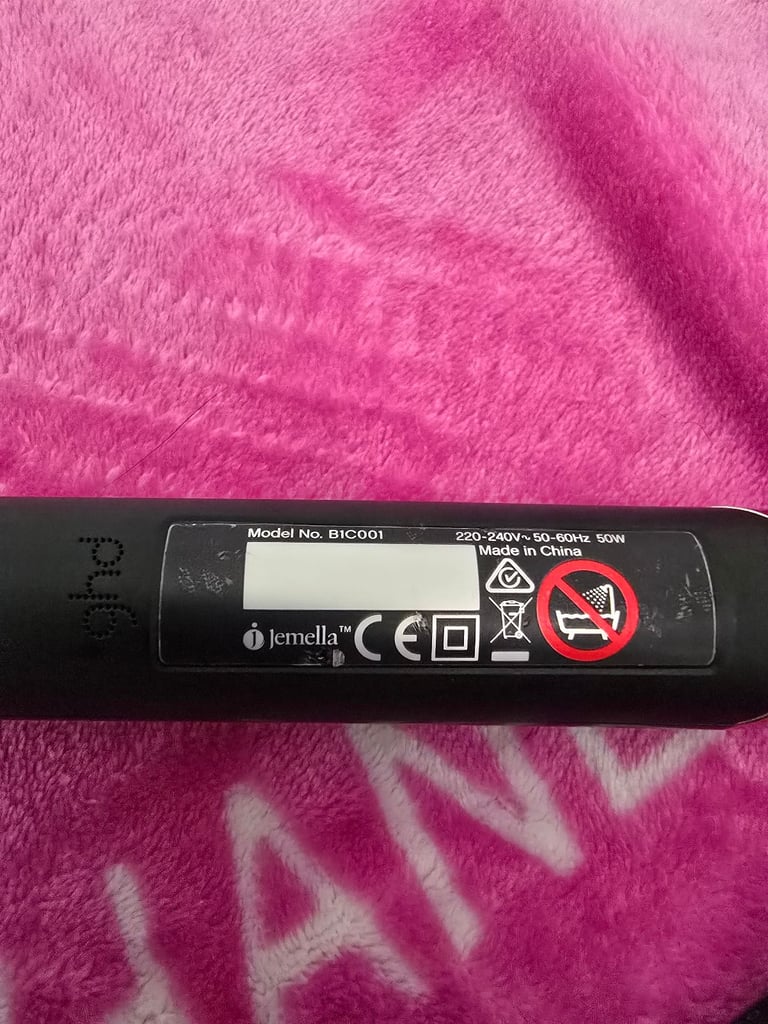 ghd
Model No. B1C001
220-240V~ 50-60Hz 50W
Made in China
jemella™
CE